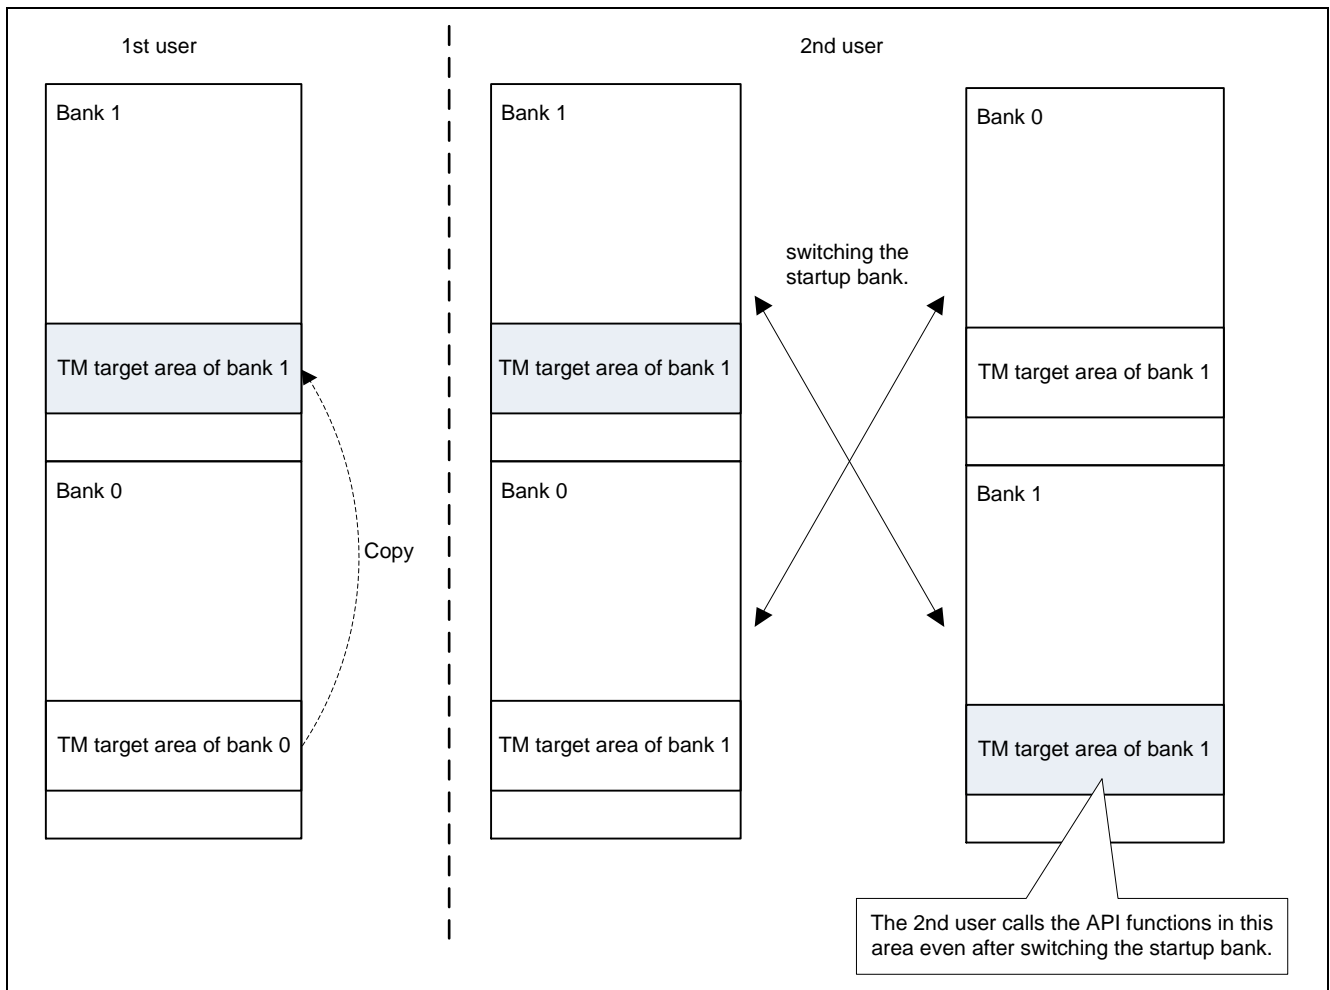 1st user
2nd user
Bank 1
TM target area of bank 1
Bank 0
TM target area of bank 0
Copy
Bank 1
TM target area of bank 1
Bank 0
TM target area of bank 1
switching the
startup bank.
Bank 0
TM target area of bank 1
Bank 1
TM target area of bank 1
The 2nd user calls the API functions in this
area even after switching the startup bank.